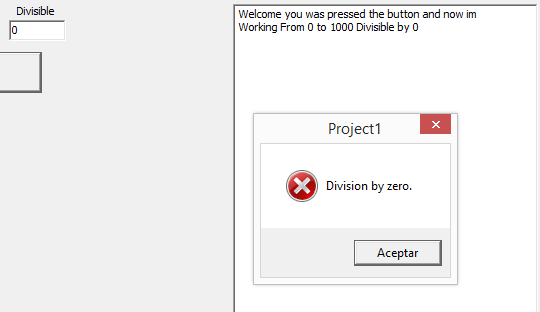 Divisible
0
Welcome you was pressed the button and now im
Working From 0 to 1000 Divisible by 0
Project1
Division by zero.
Aceptar